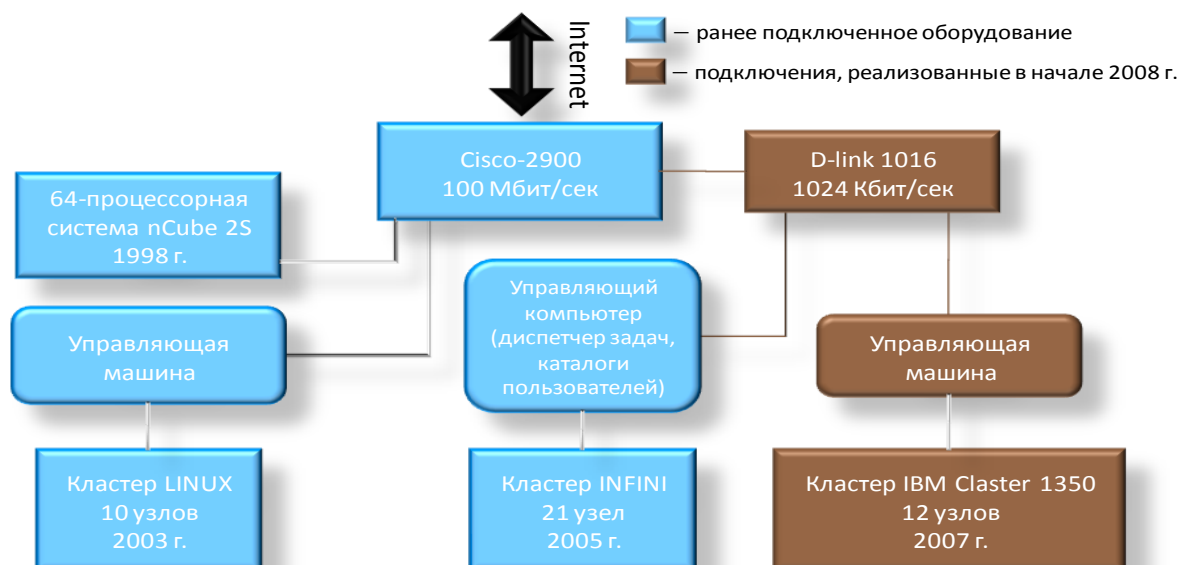 Internet
— ранее подключенное оборудование
— подключения, реализованные в начале 2008 г.
Cisco-2900
100 Мбит/сек
D-link 1016
1024 Кбит/сек
64-процессорная
система nCube 2S
1998 г.
Управляющая
машина
Управляющий
компьютер
(диспетчер задач,
каталоги
пользователей)
Управляющая
машина
Кластер LINUX
10 узлов
2003 г.
Кластер INFINI
21 узел
2005 г.
Кластер IBM Claster 1350
12 узлов
2007 г.